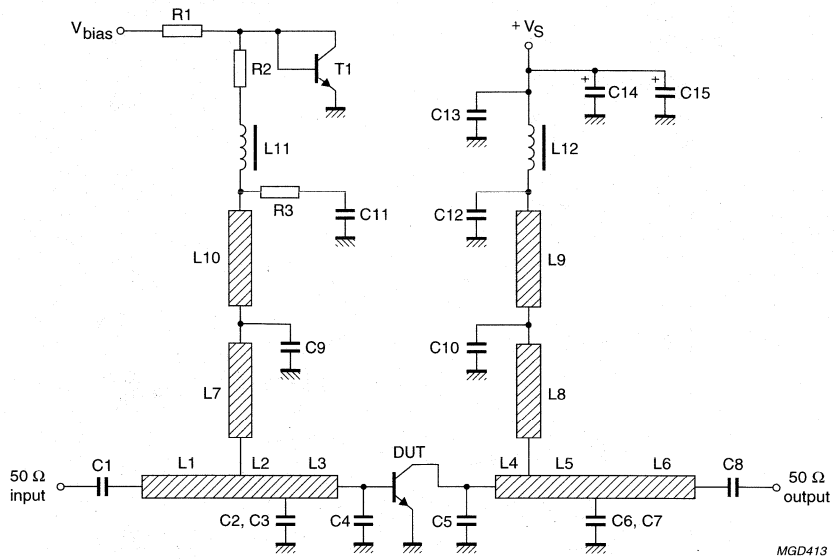 R1
V bias
+ VS
R2
T1
C14
C15
C13
L11
L12
R3
C11
C12
L10
L9
C9
C10
L7
L8
DUT
50 Ω
input
C1
L1
L2
L3
L4
L5
L6
C8
50 Ω
output
C2, C3
C4
C5
C6, C7
+
+
MGD413